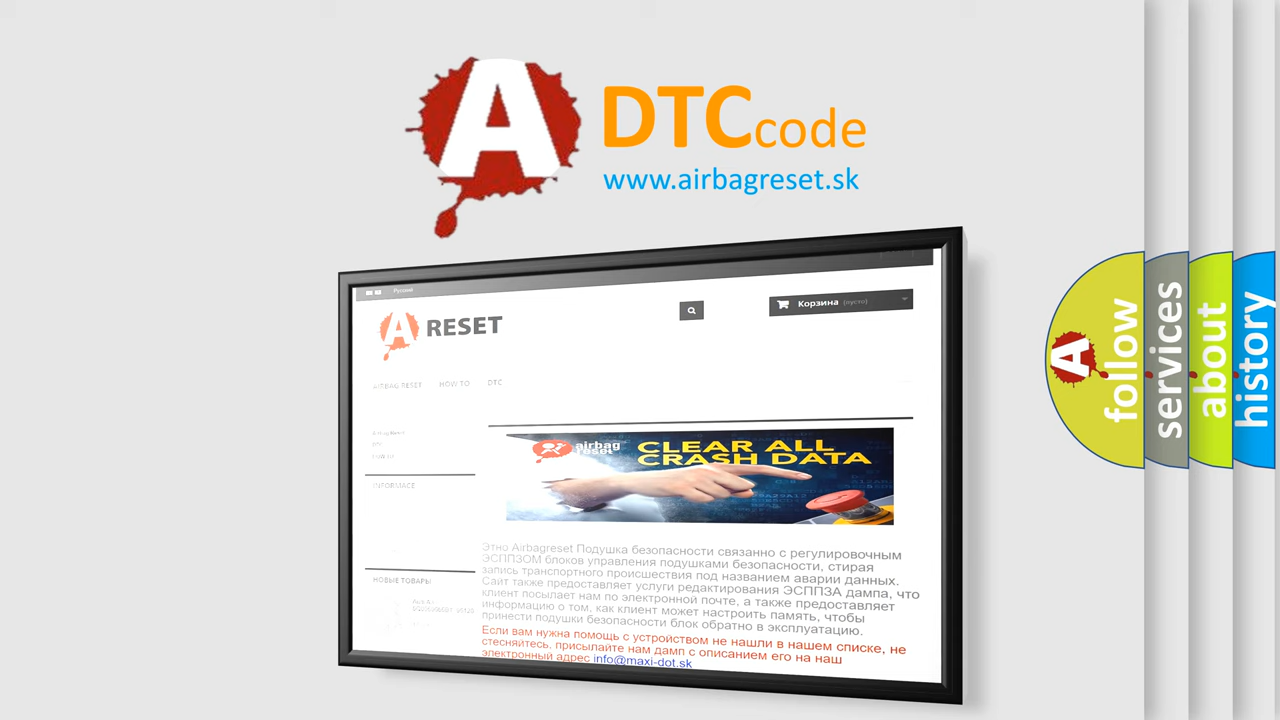 A
DTCcode
www.airbagreset.sk
Русский
A RESET
Корзина (пусто)
AIRBAG RESET HOW TO DTC
airbag
reset
CLEAR ALL
CRASH DATA
INFORMACE
Этно Airbagreset Подушка безопасности связанно с регулировочным
ЭСППЗОМ блоков управления подушками безопасности, стирая
запись транспортного происшествия под названием аварии данных.
Сайт также предоставляет услуги редактирования ЭСППЗА дампа, что
клиент посылает нам по электронной почте, а также предоставляет
информацию о том, как клиент может настроить память, чтобы
принести подушки безопасности блок обратно в эксплуатацию.
Если вам нужна помощь с устройством не нашли в нашем списке, не
стесняйтесь, присылайте нам дамп с описанием его на наш
электронный адрес info@maxi-dot.sk
НОВЫЕ ТОВАРЫ
A
follow
services
about
history